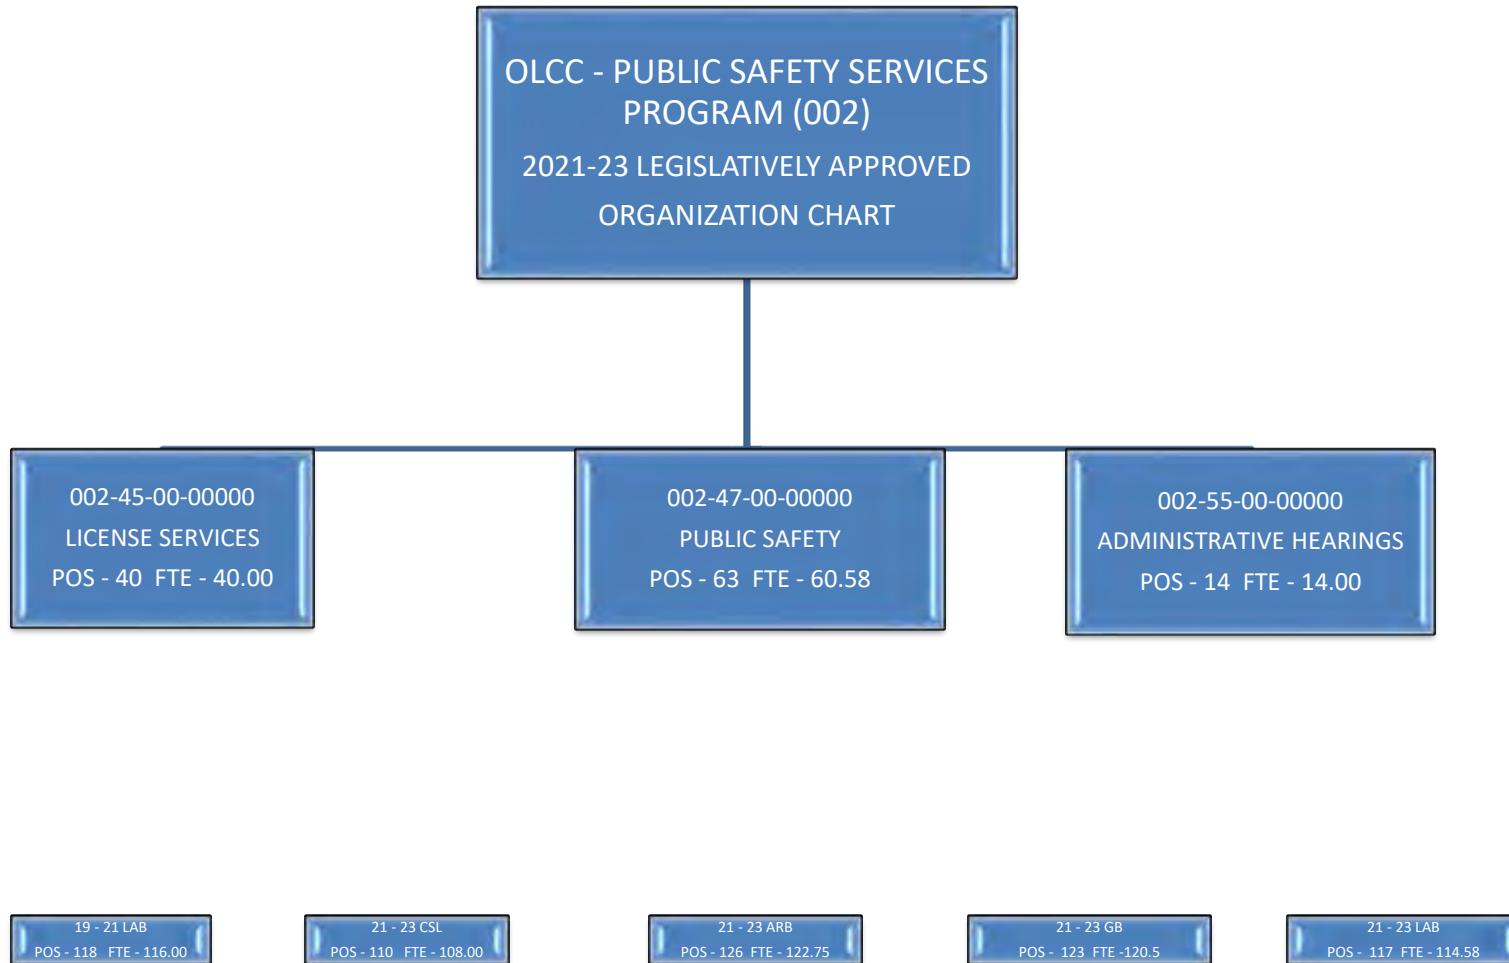 OLCC - PUBLIC SAFETY SERVICES
PROGRAM (002)
2021-23 LEGISLATIVELY APPROVED
ORGANIZATION CHART
002-45-00-00000
LICENSE SERVICES
POS - 40 FTE - 40.00
002-47-00-00000
PUBLIC SAFETY
POS - 63 FTE - 60.58
002-55-00-00000
ADMINISTRATIVE HEARINGS
POS - 14 FTE - 14.00
19 - 21 LAB
POS - 118 FTE - 116.00
21 - 23 CSL
POS - 110 FTE - 108.00
21 - 23 ARB
POS - 126 FTE - 122.75
21 - 23 GB
POS - 123 FTE -120.5
21 - 23 LAB
POS - 117 FTE - 114.58